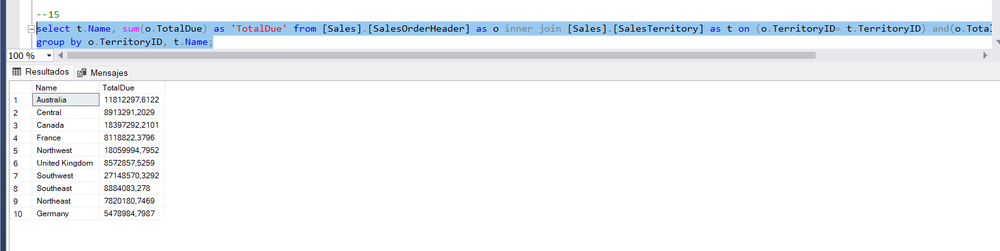 --15
select t.Name, sum(o.TotalDue) as 'TotalDue' from [Sales].[SalesOrderHeader] as o inner join [Sales].[SalesTerritory] as t on (o.TerritoryID= t.TerritoryID) and(o.Total
group by o.TerritoryID, t.Name;
100 %
Resultados Mensajes
Name TotalDue
1 Australia 11812297,6122
2 Central 8913291,2029
3 Canada 18397292,2101
4 France 8118822,3796
5 Northwest 18059994,7952
6 United Kingdom 8572857,5259
7 Southwest 27148570,3292
8 Southeast 8884083,278
9 Northeast 7820180,7469
10 Germany 5478984,7987